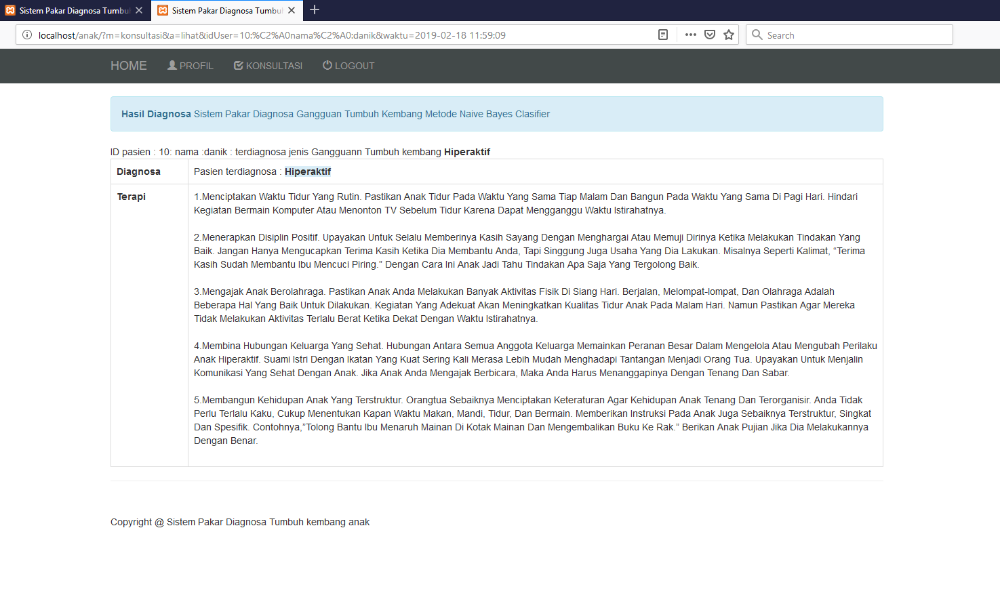 Sistem Pakar Diagnosa Tumbu
Sistem Pakar Diagnosa Tumbu
localhost/anak/?m=konsultasi&a=lihat&idUser=10:%C2%A0nama%C2%A0:danik&waktu=2019-02-18 11:59:09
Search
HOME PROFIL KONSULTASI LOGOUT
Hasil Diagnosa Sistem Pakar Diagnosa Gangguan Tumbuh Kembang Metode Naive Bayes Clasifier
ID pasien : 10: nama :danik : terdiagnosa jenis Gangguann Tumbuh kembang Hiperaktif
Diagnosa Pasien terdiagnosa : Hiperaktif
Terapi
1.Menciptakan Waktu Tidur Yang Rutin. Pastikan Anak Tidur Pada Waktu Yang Sama Tiap Malam Dan Bangun Pada Waktu Yang Sama Di Pagi Hari. Hindari
Kegiatan Bermain Komputer Atau Menonton TV Sebelum Tidur Karena Dapat Mengganggu Waktu Istirahatnya.
2.Menerapkan Disiplin Positif. Upayakan Untuk Selalu Memberinya Kasih Sayang Dengan Menghargai Atau Memuji Dirinya Ketika Melakukan Tindakan Yang
Baik. Jangan Hanya Mengucapkan Terima Kasih Ketika Dia Membantu Anda, Tapi Singgung Juga Usaha Yang Dia Lakukan. Misalnya Seperti Kalimat, “Terima
Kasih Sudah Membantu Ibu Mencuci Piring.” Dengan Cara Ini Anak Jadi Tahu Tindakan Apa Saja Yang Tergolong Baik.
3.Mengajak Anak Berolahraga. Pastikan Anak Anda Melakukan Banyak Aktivitas Fisik Di Siang Hari. Berjalan, Melompat-lompat, Dan Olahraga Adalah
Beberapa Hal Yang Baik Untuk Dilakukan. Kegiatan Yang Adekuat Akan Meningkatkan Kualitas Tidur Anak Pada Malam Hari. Namun Pastikan Agar Mereka
Tidak Melakukan Aktivitas Terlalu Berat Ketika Dekat Dengan Waktu Istirahatnya.
4.Membina Hubungan Keluarga Yang Sehat. Hubungan Antara Semua Anggota Keluarga Memainkan Peranan Besar Dalam Mengelola Atau Mengubah Perilaku
Anak Hiperaktif. Suami Istri Dengan Ikatan Yang Kuat Sering Kali Merasa Lebih Mudah Menghadapi Tantangan Menjadi Orang Tua. Upayakan Untuk Menjalin
Komunikasi Yang Sehat Dengan Anak. Jika Anak Anda Mengajak Berbicara, Maka Anda Harus Menanggapinya Dengan Tenang Dan Sabar.
5.Membangun Kehidupan Anak Yang Terstruktur. Orangtua Sebaiknya Menciptakan Keteraturan Agar Kehidupan Anak Tenang Dan Terorganisir. Anda Tidak
Perlu Terlalu Kaku, Cukup Menentukan Kapan Waktu Makan, Mandi, Tidur, Dan Bermain. Memberikan Instruksi Pada Anak Juga Sebaiknya Terstruktur, Singkat
Dan Spesifik. Contohnya,”Tolong Bantu Ibu Menaruh Mainan Di Kotak Mainan Dan Mengembalikan Buku Ke Rak.” Berikan Anak Pujian Jika Dia Melakukannya
Dengan Benar.
Copyright @ Sistem Pakar Diagnosa Tumbuh kembang anak